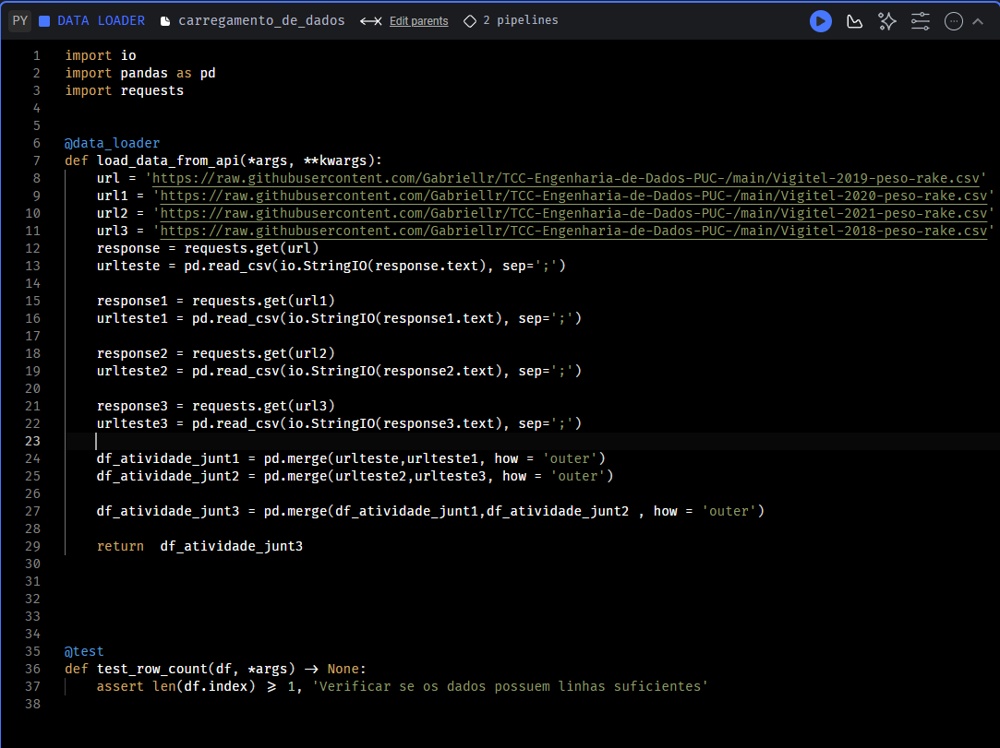 PY DATA LOADER carregamento_de_dados Edit parents 2 pipelines
1 import io
2 import pandas as pd
3 import requests
4
5
6 @data_loader
7 def load_data_from_api(*args, **kwargs):
8 url = 'https://raw.githubusercontent.com/Gabriellr/TCC-Engenharia-de-Dados-PUC-/main/Vigitel-2019-peso-rake.csv'
9 url1 = 'https://raw.githubusercontent.com/Gabriellr/TCC-Engenharia-de-Dados-PUC-/main/Vigitel-2020-peso-rake.csv'
10 url2 = 'https://raw.githubusercontent.com/Gabriellr/TCC-Engenharia-de-Dados-PUC-/main/Vigitel-2021-peso-rake.csv'
11 url3 = 'https://raw.githubusercontent.com/Gabriellr/TCC-Engenharia-de-Dados-PUC-/main/Vigitel-2018-peso-rake.csv'
12 response = requests.get(url)
13 urlteste = pd.read_csv(io.StringIO(response.text), sep=';')
14
15 response1 = requests.get(url1)
16 urlteste1 = pd.read_csv(io.StringIO(response1.text), sep=';')
17
18 response2 = requests.get(url2)
19 urlteste2 = pd.read_csv(io.StringIO(response2.text), sep=';')
20
21 response3 = requests.get(url3)
22 urlteste3 = pd.read_csv(io.StringIO(response3.text), sep=';')
23
24 df_atividade_junt1 = pd.merge(urlteste,urlteste1, how = 'outer')
25 df_atividade_junt2 = pd.merge(urlteste2,urlteste3, how = 'outer')
26
27 df_atividade_junt3 = pd.merge(df_atividade_junt1,df_atividade_junt2 , how = 'outer')
28
29 return  df_atividade_junt3
30
31
32
33
34
35 @test
36 def test_row_count(df, *args) -> None:
37 assert len(df.index) >= 1, 'Verificar se os dados possuem linhas suficientes'
38